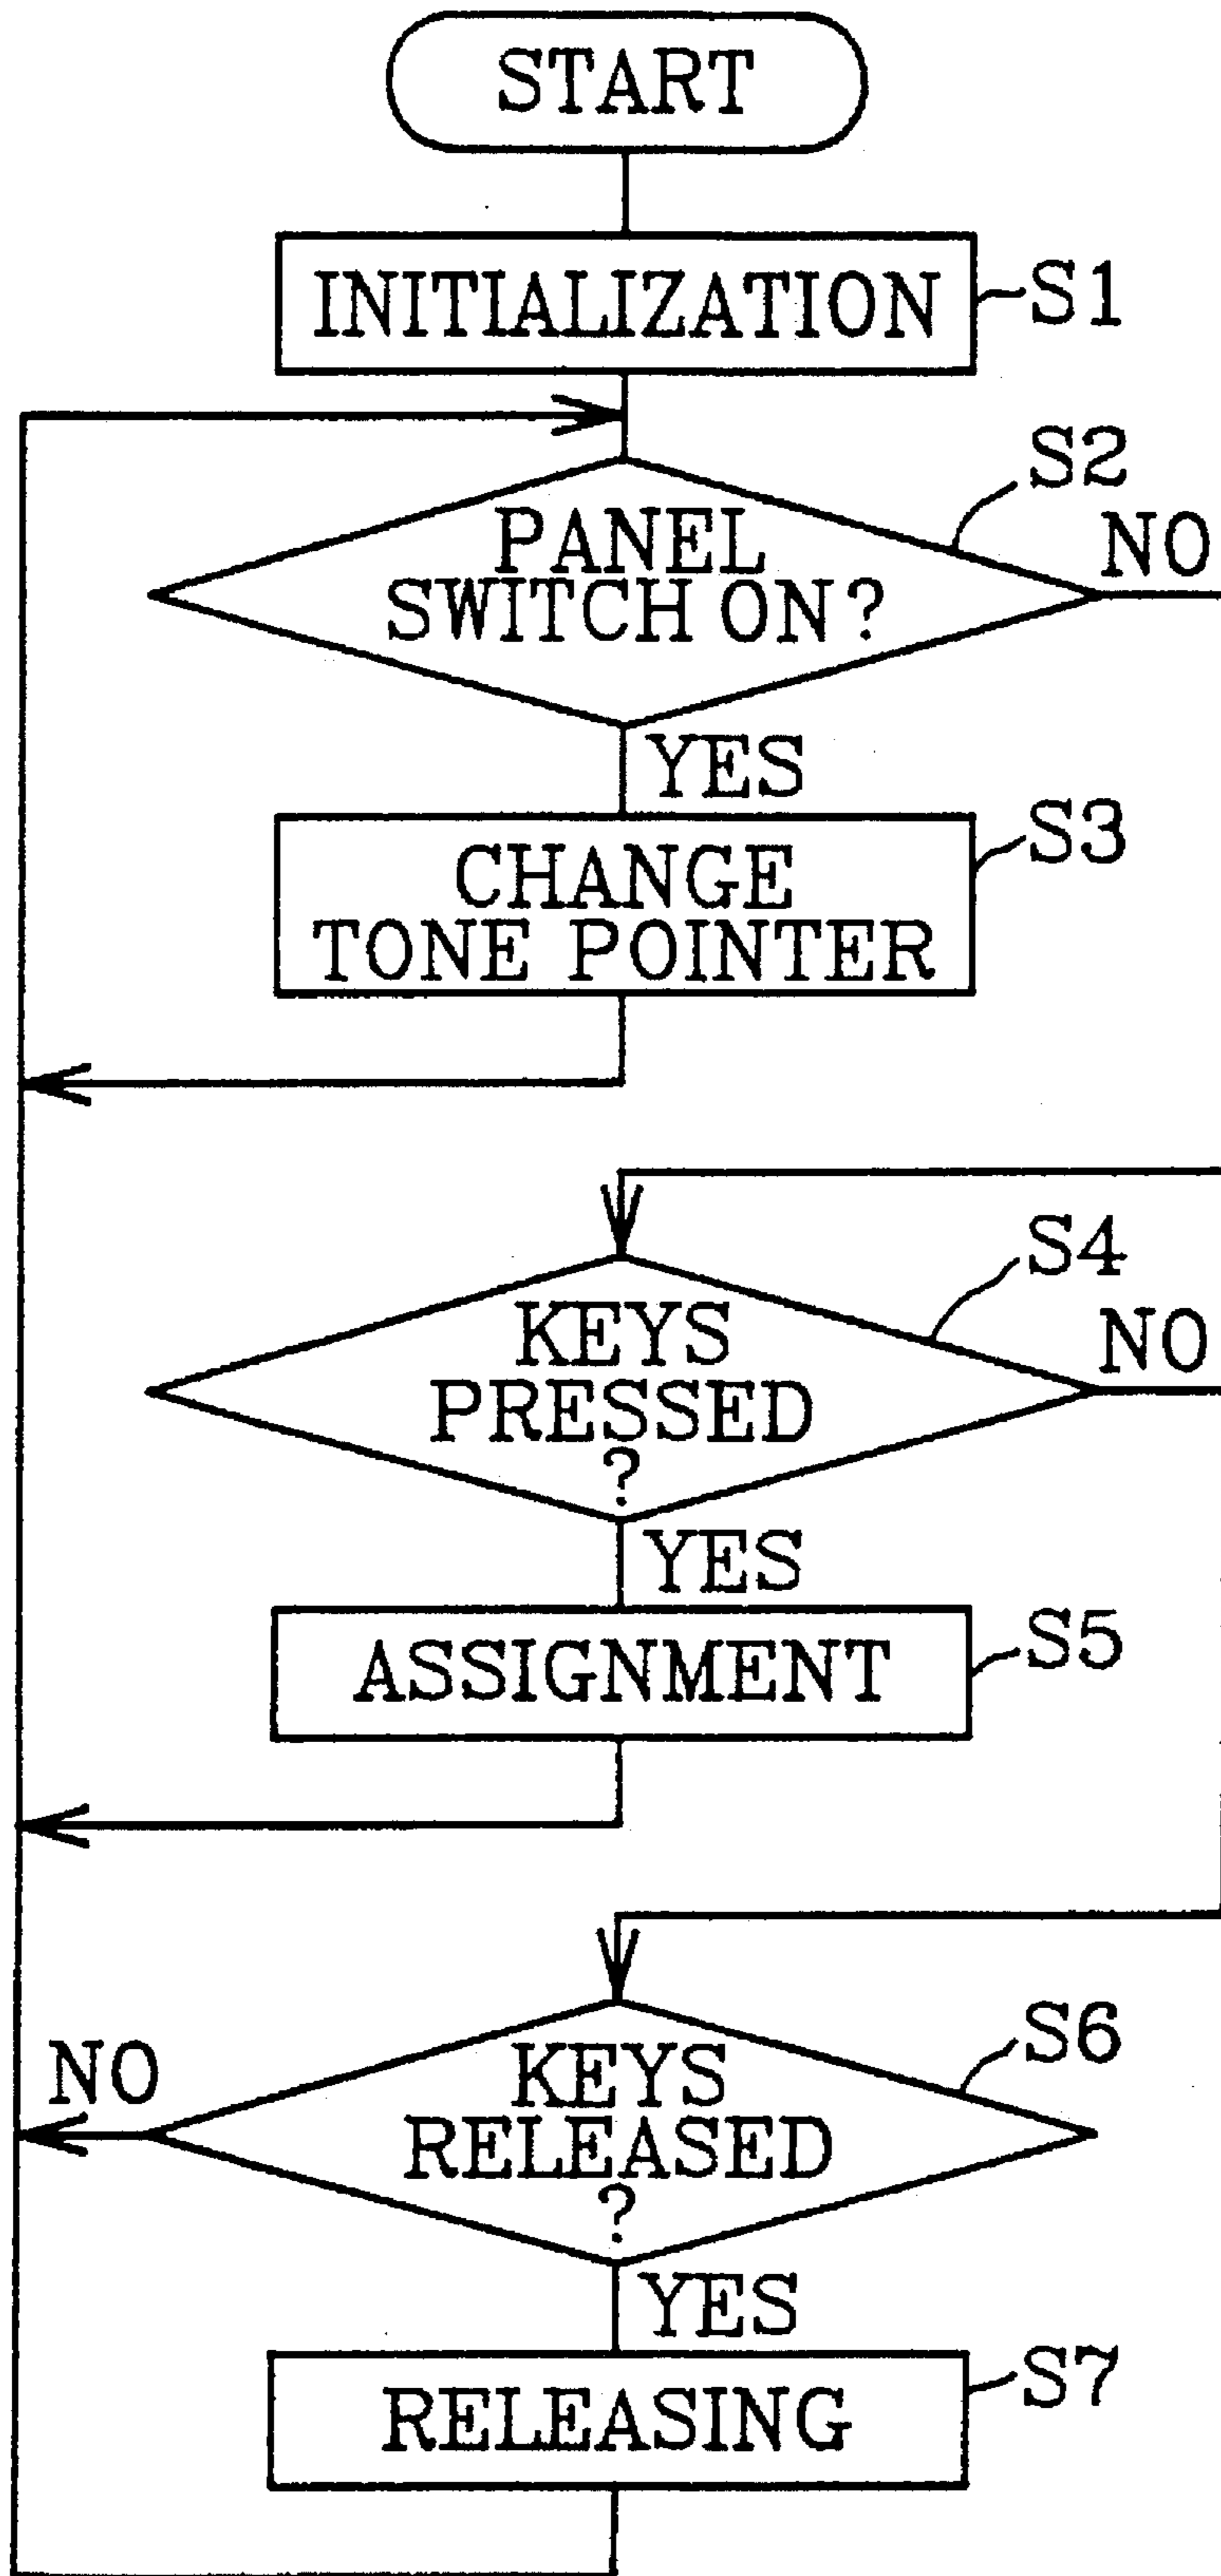 START
INITIALIZATION
S1
S2
PANEL
SWITCH ON?
NO
YES
S3
CHANGE
TONE POINTER
S4
KEYS
PRESSED
?
NO
YES
ASSIGNMENT
S5
S6
KEYS
RELEASED
?
NO
YES
RELEASING
S7